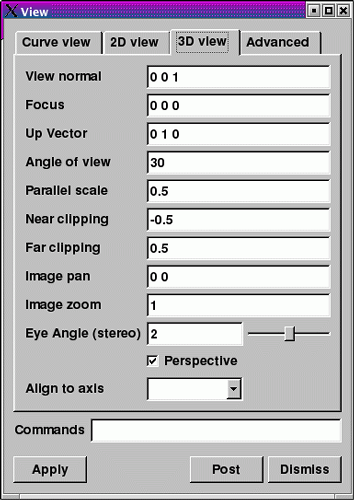 View
Curve view 2D view 3D view Advanced
View normal 0 0 1
Focus 0 0 0
Up Vector 0 1 0
Angle of view 30
Parallel scale 0.5
Near clipping -0.5
Far clipping 0.5
Image pan 0 0
Image zoom 1
Eye Angle (stereo) 2
Perspective
Align to axis
Commands
Apply Post Dismiss